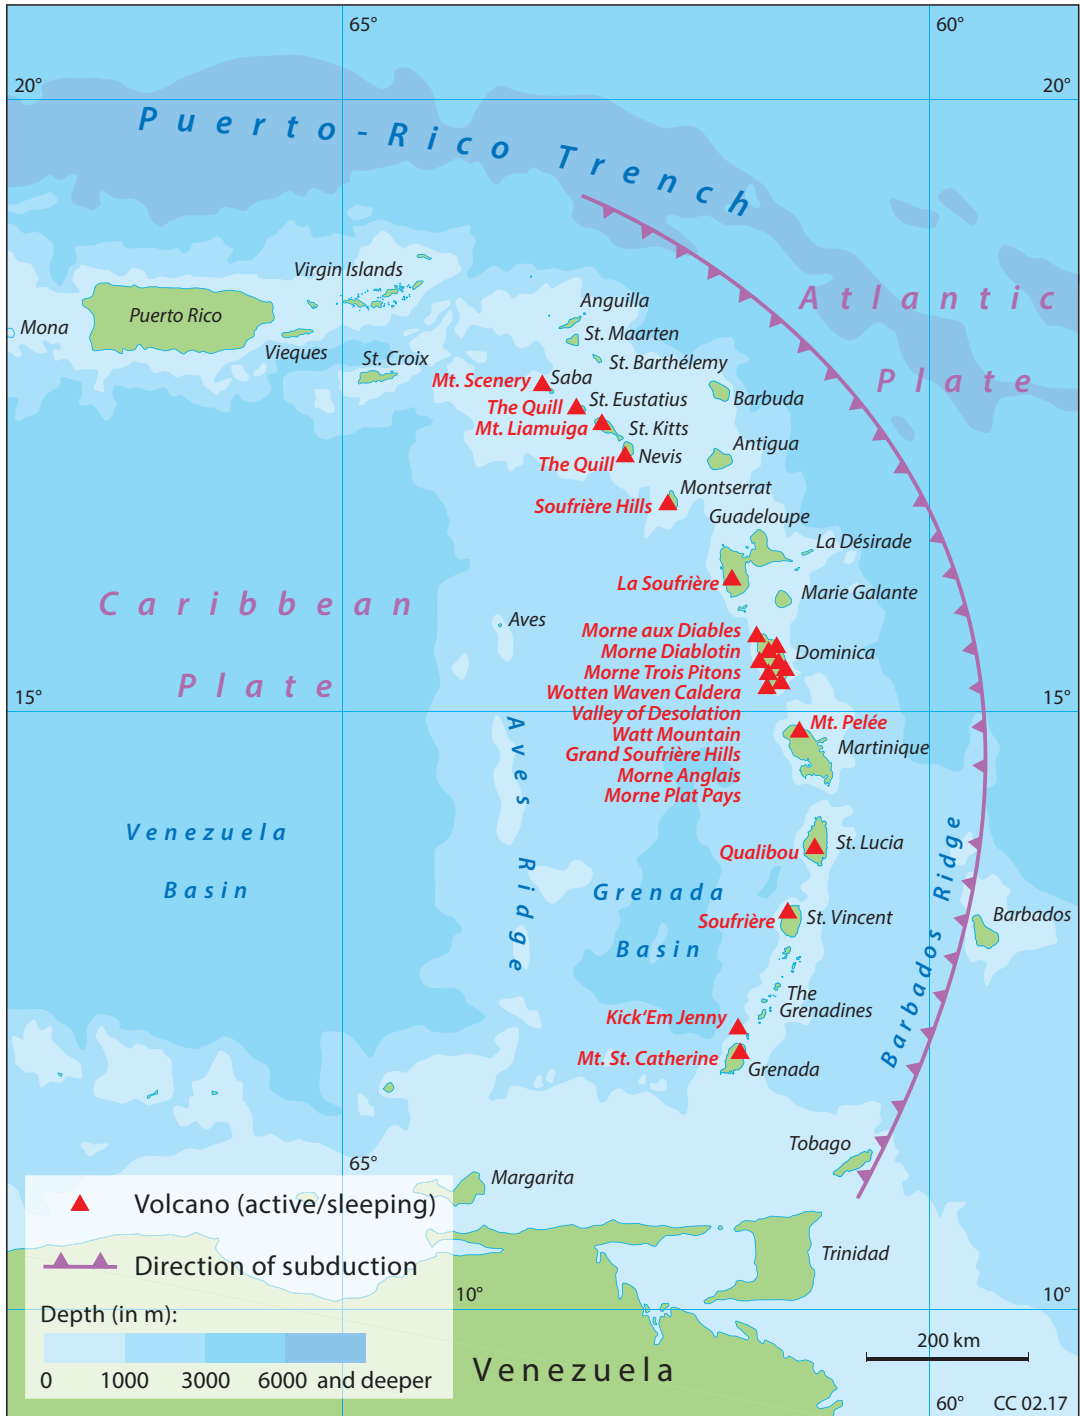 65°
60°
20°
20°
Puerto-Rico Trench
Virgin Islands
Atlantic
Plate
Anguilla
Puerto Rico
Mona
St. Maarten
Vieques
St. Croix
St. Barthélemy
Mt. Scenery
Saba
Barbuda
The Quill
St. Eustatius
Mt. Liamuiga
St. Kitts
Antigua
The Quill
Nevis
Montserrat
Soufrière Hills
Guadeloupe
La Désirade
La Soufrière
Marie Galante
Caribbean
Plate
Aves
Morne aux Diables
Morne Diablotin
Dominica
Morne Trois Pitons
Wotten Waven Caldera
15°
15°
Valley of Desolation
Watt Mountain
Grand Soufrière Hills
Morne Anglais
Morne Plat Pays
Mt. Pelée
Martinique
Aves Ridge
Venezuela
Basin
Qualibou
St. Lucia
Grenada
Basin
Barbados Ridge
Barbados
Soufrière
St. Vincent
The
Grenadines
Kick’Em Jenny
Mt. St. Catherine
Grenada
Tobago
65°
Margarita
Volcano (active/sleeping)
Direction of subduction
Trinidad
10°
10°
Depth (in m):
0 1000 3000 6000 and deeper
200 km
Venezuela
60°
CC 02.17